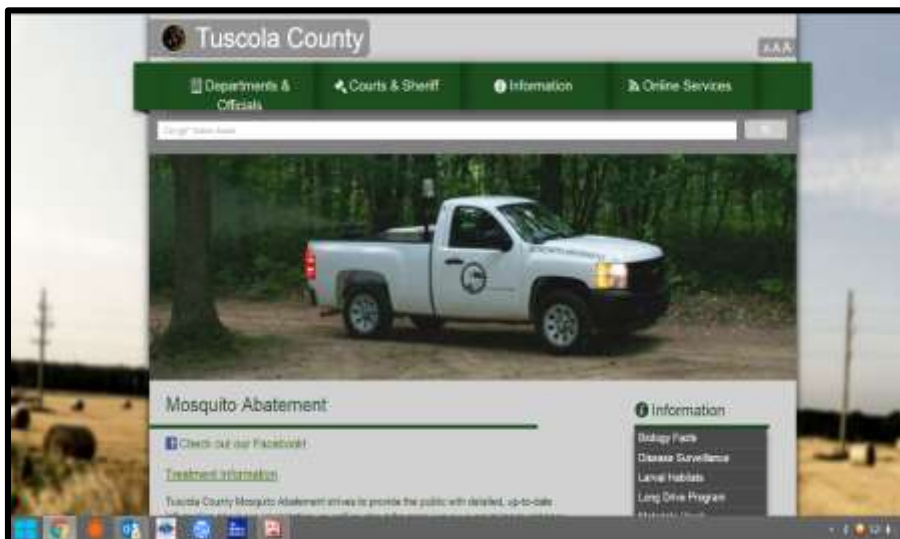 Tuscola County
AAA
Departments & Officials
Courts & Sheriff
Information
Online Services
Mosquito Abatement
Check out our Facebook!
Treatment Information
Tuscola County Mosquito Abatement strives to provide the public with detailed, up-to-date
Information
Biology Facts
Disease Surveillance
Larval Habitats
Long Drive Program